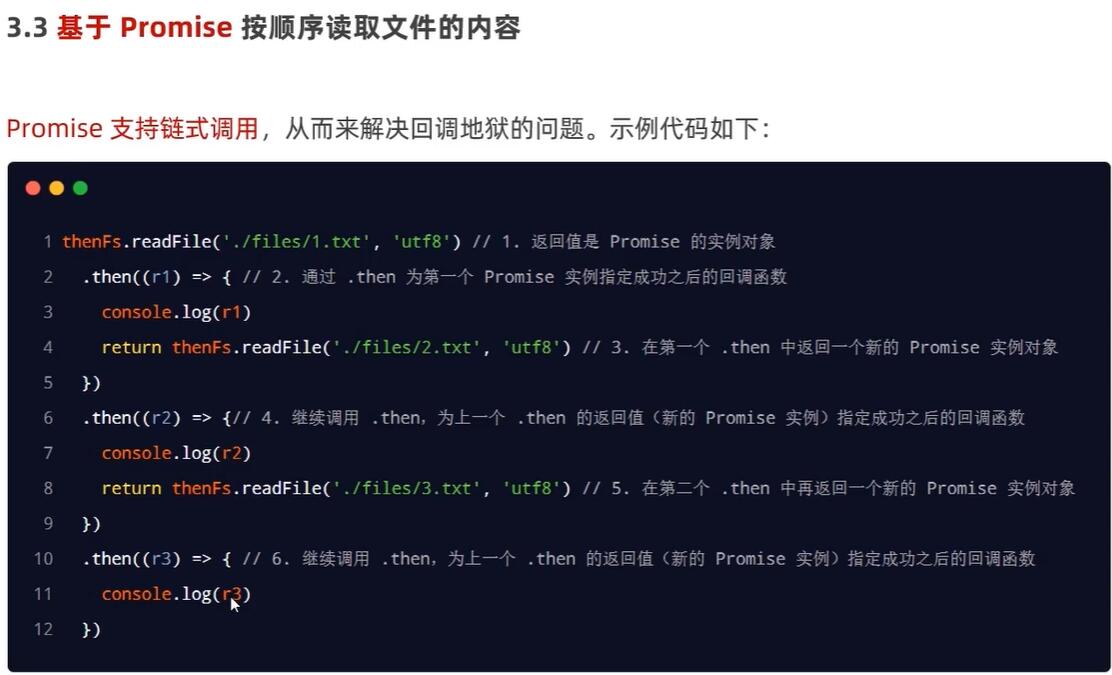 3.3 基于 Promise 按顺序读取文件的内容
Promise 支持链式调用，从而来解决回调地狱的问题。示例代码如下：
1 thenFs.readFile('./files/1.txt', 'utf8') // 1. 返回值是 Promise 的实例对象
2 .then((r1) => { // 2. 通过 .then 为第一个 Promise 实例指定成功之后的回调函数
3 console.log(r1)
4 return thenFs.readFile('./files/2.txt', 'utf8') // 3. 在第一个 .then 中返回一个新的 Promise 实例对象
5 })
6 .then((r2) => {// 4. 继续调用 .then，为上一个 .then 的返回值（新的 Promise 实例）指定成功之后的回调函数
7 console.log(r2)
8 return thenFs.readFile('./files/3.txt', 'utf8') // 5. 在第二个 .then 中再返回一个新的 Promise 实例对象
9 })
10 .then((r3) => { // 6. 继续调用 .then，为上一个 .then 的返回值（新的 Promise 实例）指定成功之后的回调函数
11 console.log(r3)
12 })